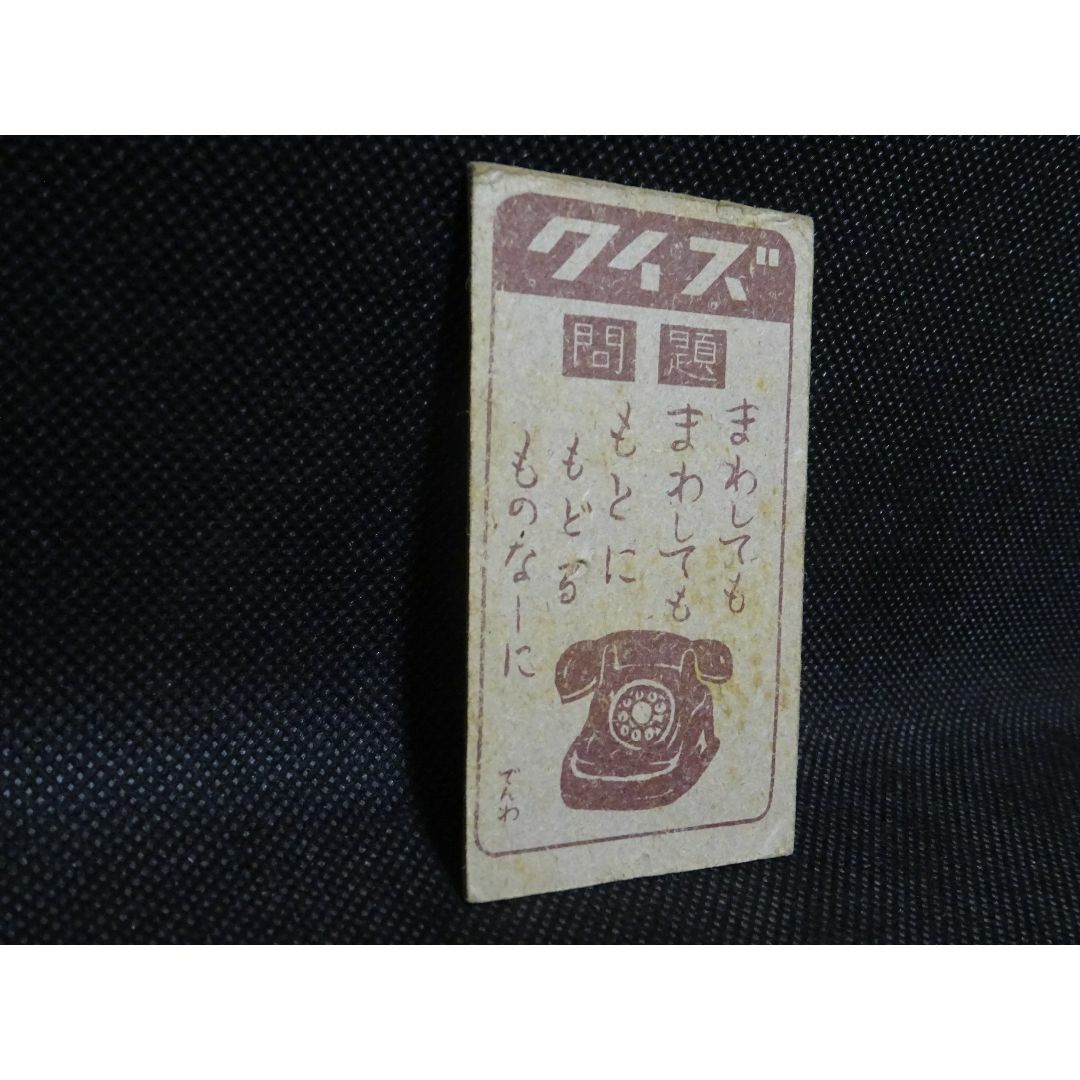 クイズ
問題
まわしても
まわしても
もとに
もどる
ものなーに
でんわ